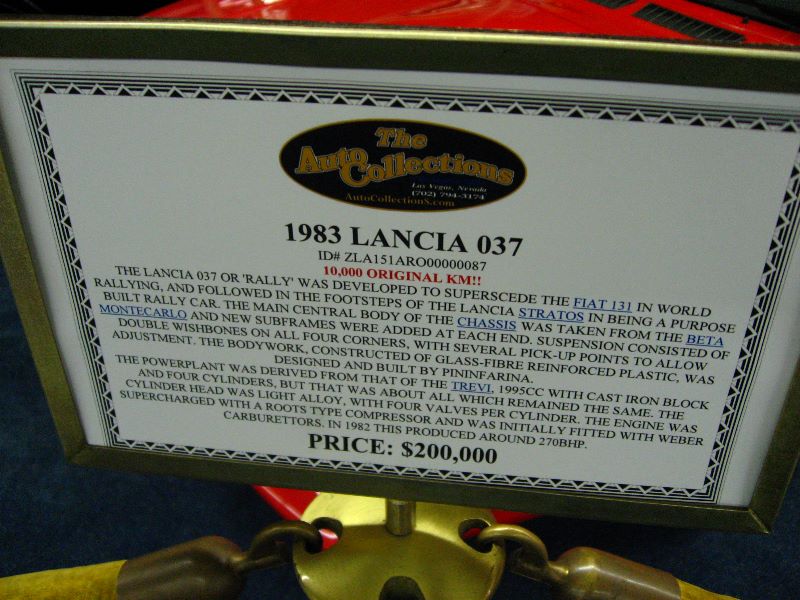 The
Auto Collections
Las Vegas, Nevada
(702) 794-3174
AutoCollectionS.com
1983 LANCIA 037
ID# ZLA151ARO00000087
10,000 ORIGINAL KM!!
THE LANCIA 037 OR 'RALLY' WAS DEVELOPED TO SUPERSCEDE THE FIAT 131 IN WORLD
RALLYING, AND FOLLOWED IN THE FOOTSTEPS OF THE LANCIA STRATOS IN BEING A PURPOSE
BUILT RALLY CAR. THE MAIN CENTRAL BODY OF THE CHASSIS WAS TAKEN FROM THE BETA
MONTECARLO AND NEW SUBFRAMES WERE ADDED AT EACH END. SUSPENSION CONSISTED OF
DOUBLE WISHBONES ON ALL FOUR CORNERS, WITH SEVERAL PICK-UP POINTS TO ALLOW
ADJUSTMENT. THE BODYWORK, CONSTRUCTED OF GLASS-FIBRE REINFORCED PLASTIC, WAS
DESIGNED AND BUILT BY PININFARINA.
THE POWERPLANT WAS DERIVED FROM THAT OF THE TREVI, 1995CC WITH CAST IRON BLOCK
AND FOUR CYLINDERS, BUT THAT WAS ABOUT ALL WHICH REMAINED THE SAME. THE
CYLINDER HEAD WAS LIGHT ALLOY, WITH FOUR VALVES PER CYLINDER. THE ENGINE WAS
SUPERCHARGED WITH A ROOTS TYPE COMPRESSOR AND WAS INITIALLY FITTED WITH WEBER
CARBURETTORS. IN 1982 THIS PRODUCED AROUND 270BHP.
PRICE: $200,000